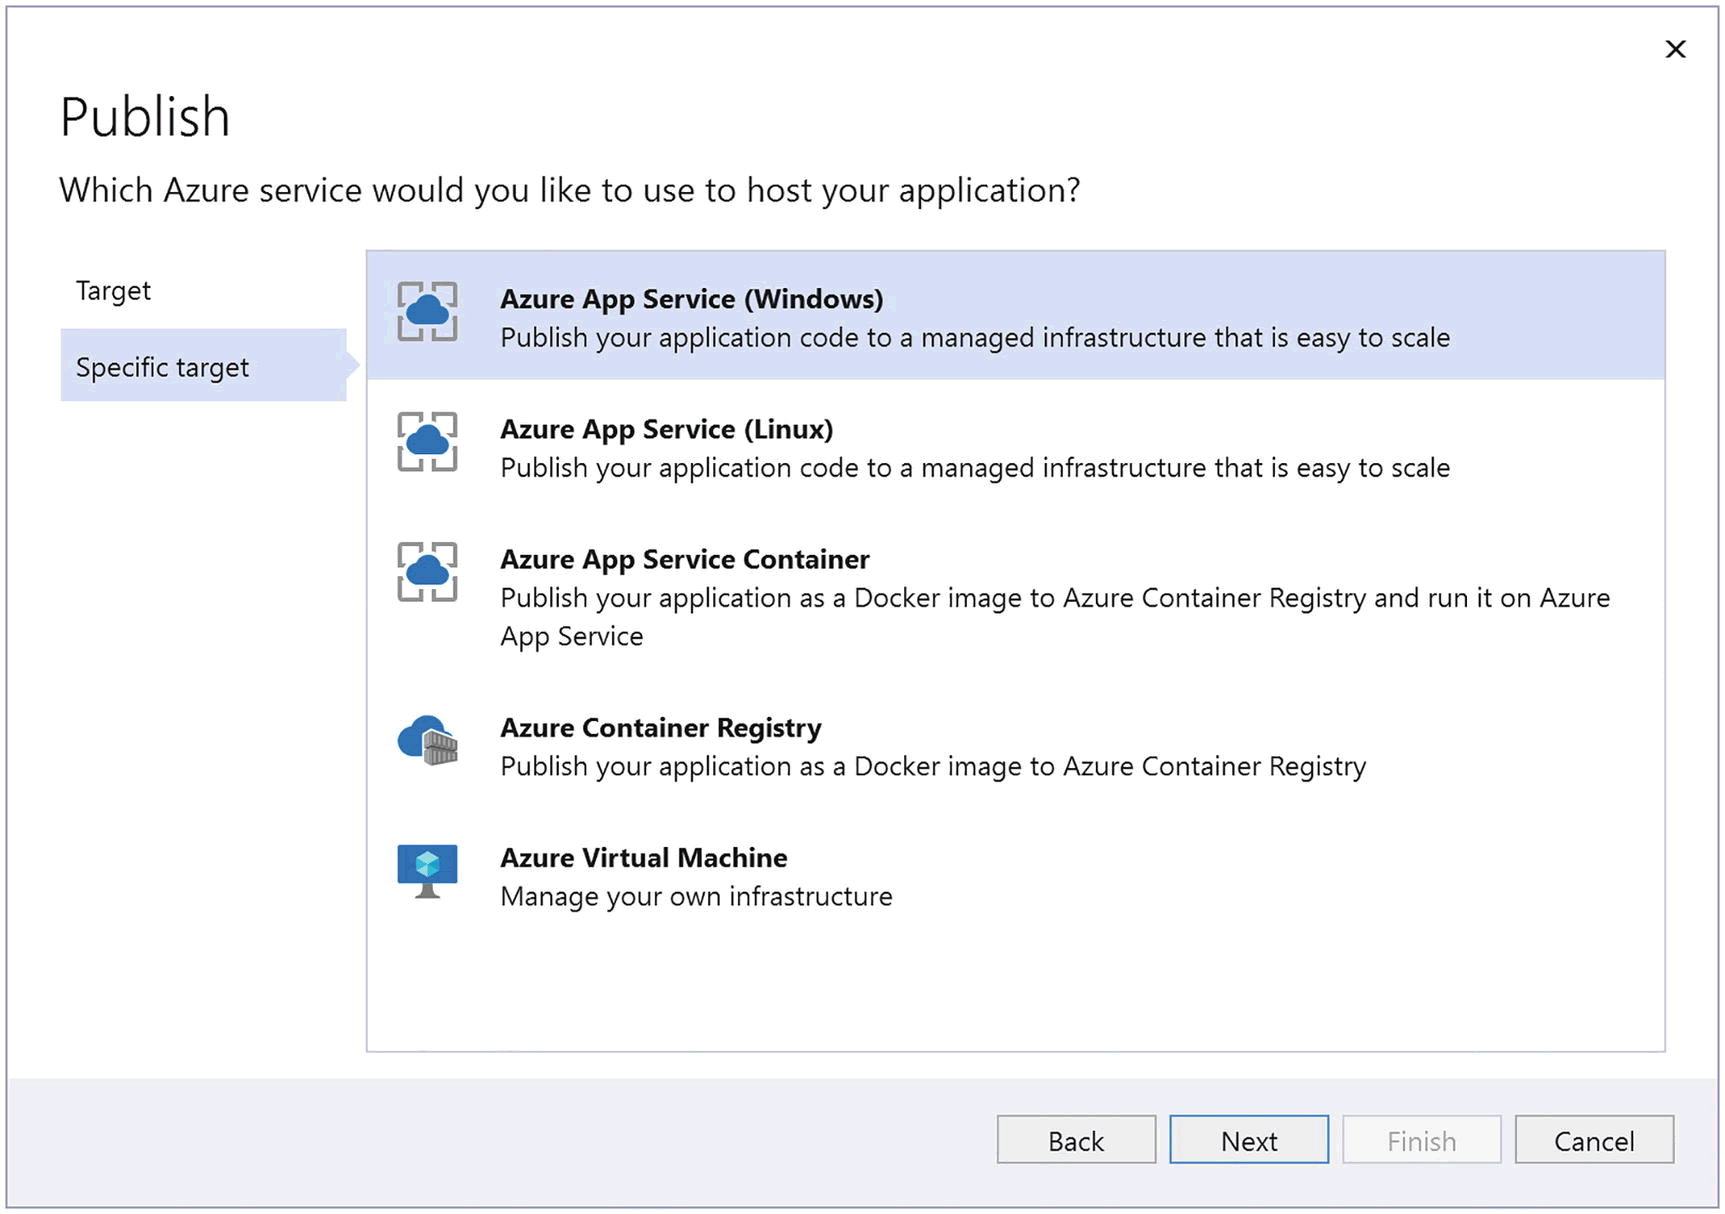 Publish
Which Azure service would you like to use to host your application?
Target
Specific target
Azure App Service (Windows)
Publish your application code to a managed infrastructure that is easy to scale
Azure App Service (Linux)
Publish your application code to a managed infrastructure that is easy to scale
Azure App Service Container
Publish your application as a Docker image to Azure Container Registry and run it on Azure
App Service
Azure Container Registry
Publish your application as a Docker image to Azure Container Registry
Azure Virtual Machine
Manage your own infrastructure
Back
Next
Finish
Cancel